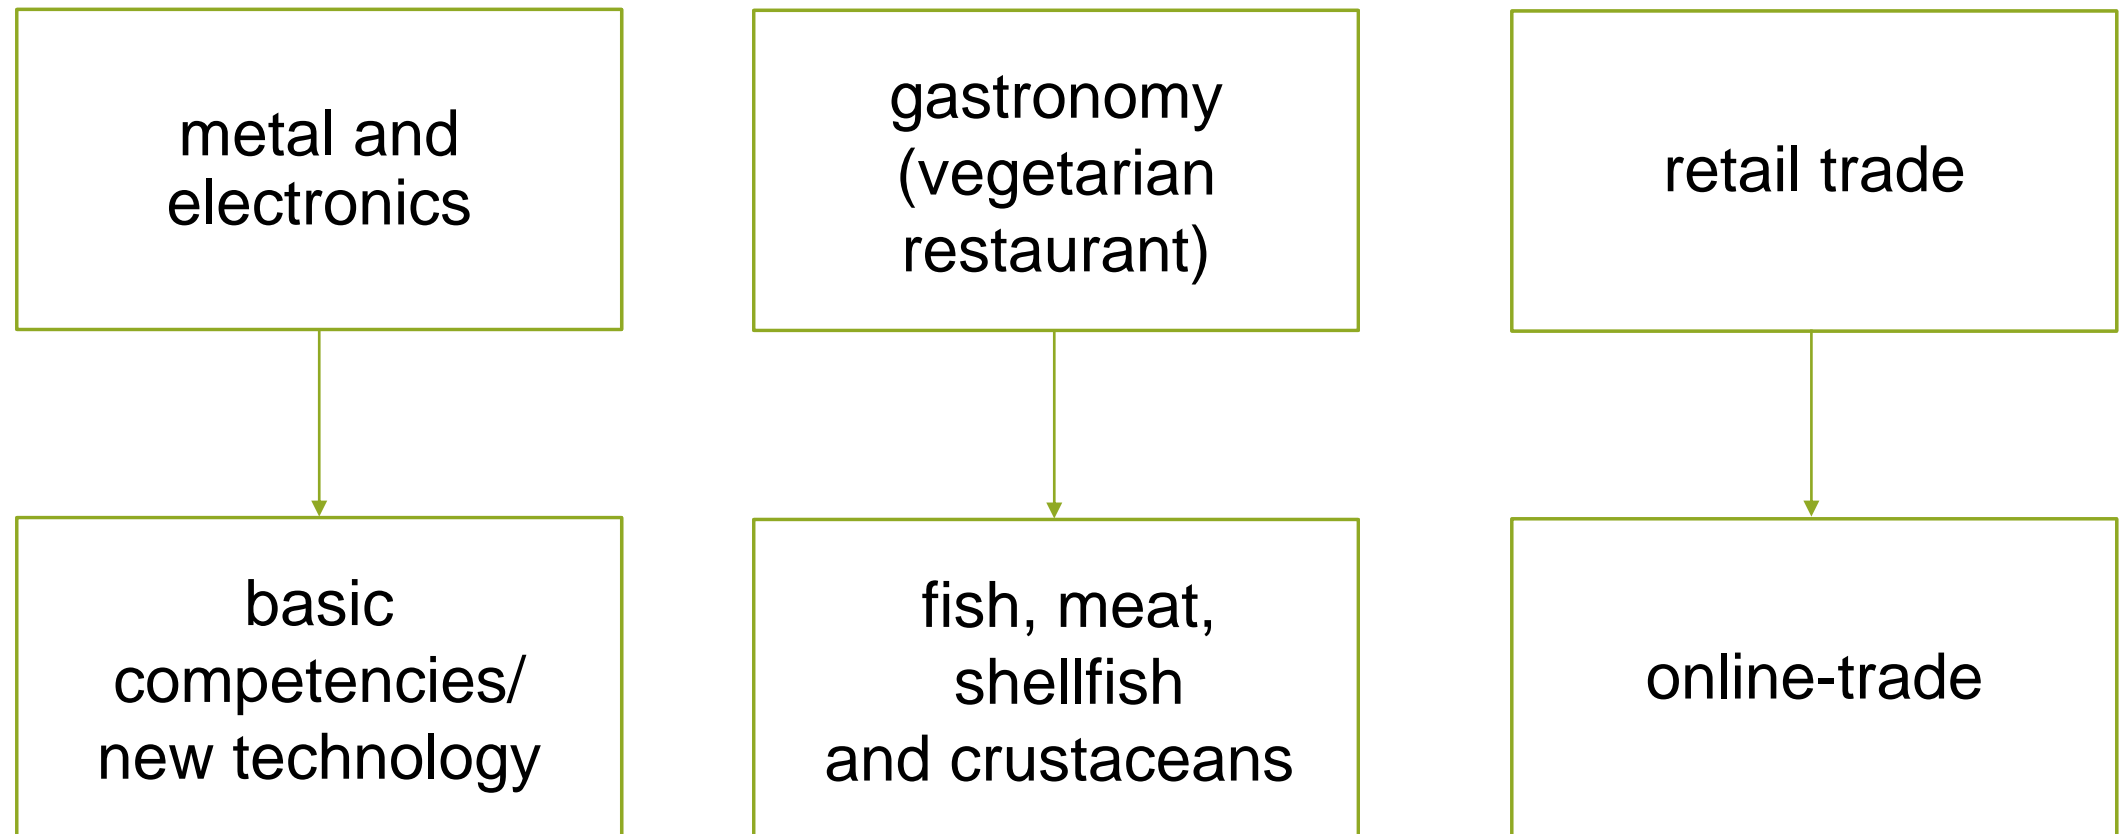 metal and
electronics
gastronomy
(vegetarian
restaurant)
retail trade
basic
competencies/
new technology
fish, meat,
shellfish
and crustaceans
online-trade